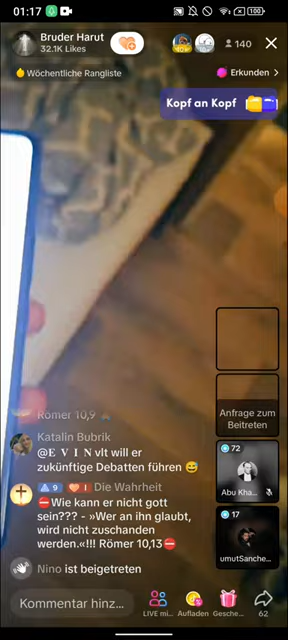 01:17
100
Bruder Harut
32.1K Likes
140
Wöchentliche Rangliste
Erkunden >
Kopf an Kopf
Römer 10,9
Katalin Bubrik
@E V I N vlt will er
zukünftige Debatten führen 😅
9 1 Die Wahrheit
⛔Wie kann er nicht gott
sein??? - »Wer an ihn glaubt,
wird nicht zuschanden
werden.«!!! Römer 10,13⛔
Nino ist beigetreten
Anfrage zum
Beitreten
72
Abu Kha...
17
umutSanche...
Kommentar hinz...
LIVE mi...
Aufladen
Gesche...
62